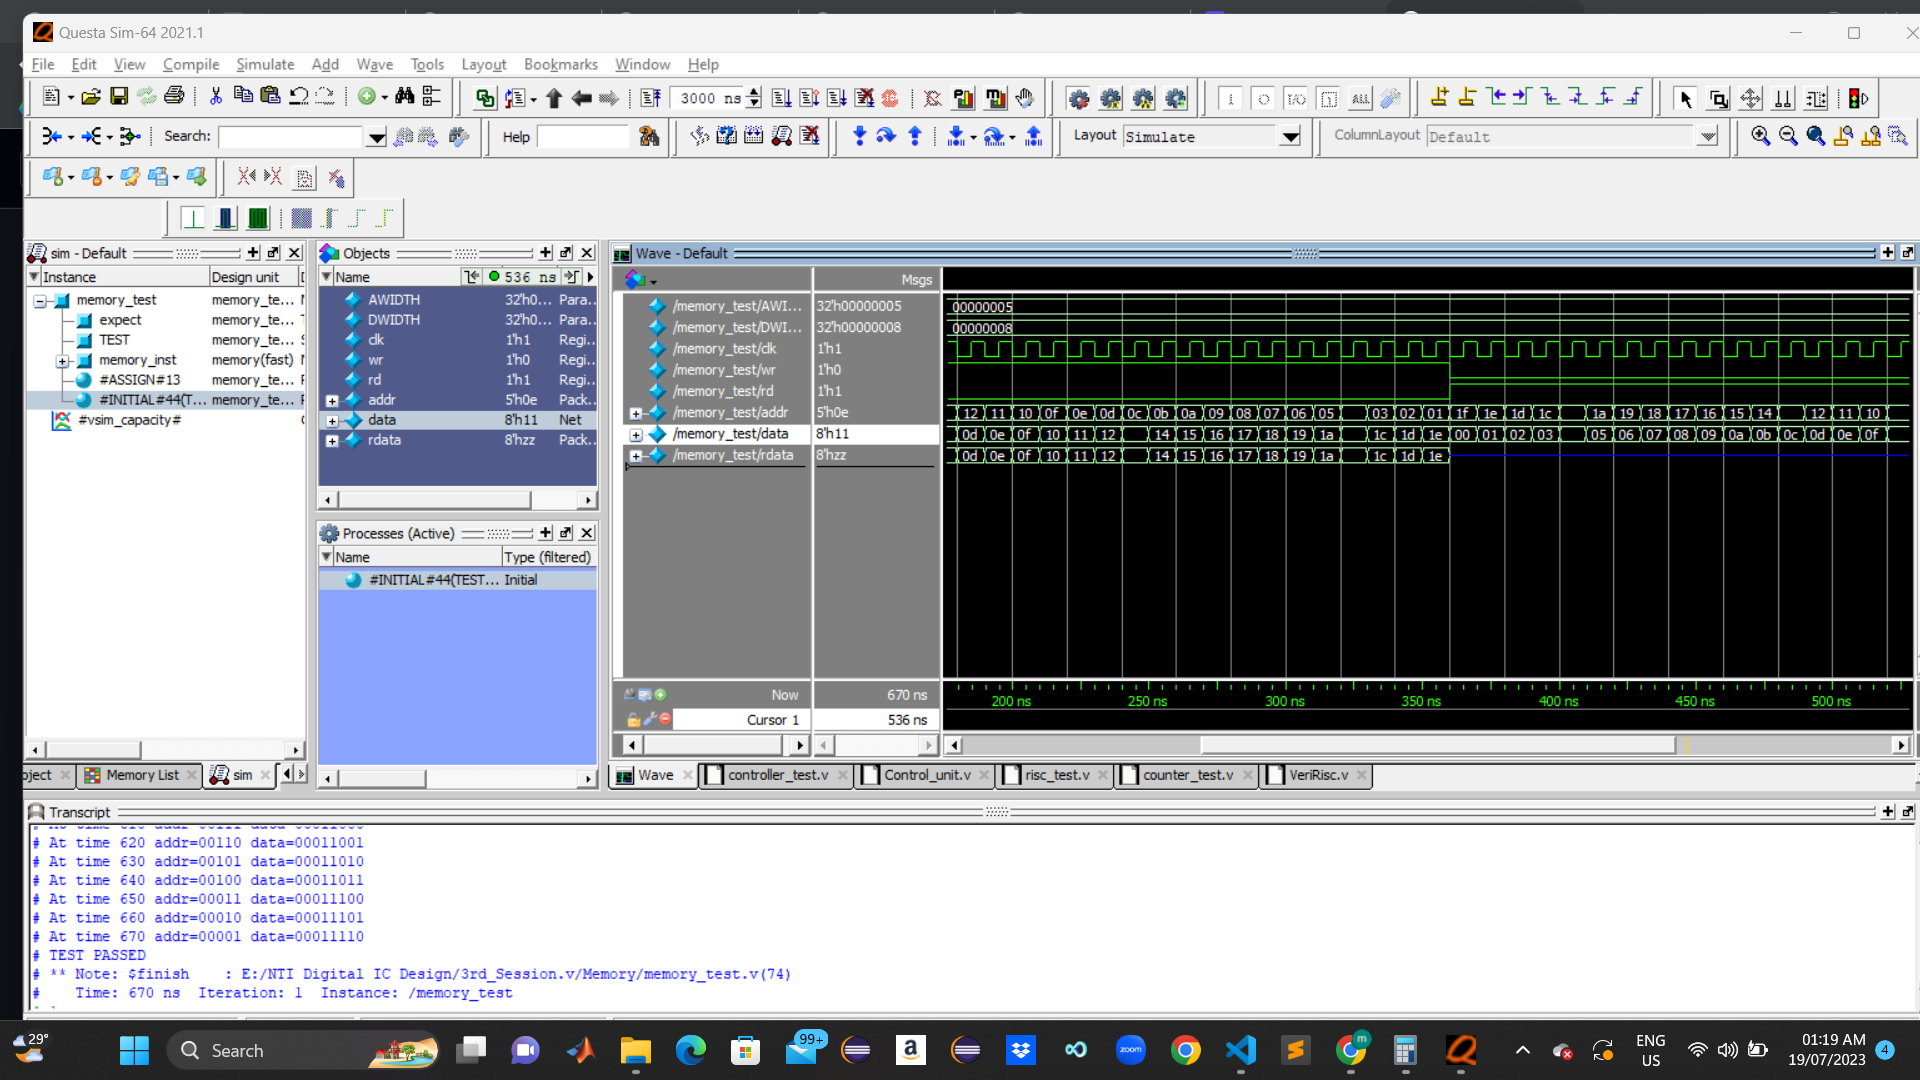 Questa Sim-64 2021.1
File Edit View Compile Simulate Add Wave Tools Layout Bookmarks Window Help
3000 ns
Search: Help Layout Simulate ColumnLayout Default
sim - Default
Instance Design unit
memory_test memory_te...
expect memory_te...
TEST memory_te...
memory_inst memory(fast)
#ASSIGN#13 memory_te...
#INITIAL#44(T... memory_te...
#vsim_capacity#
Objects
Name 536 ns
AWIDTH 32'h0... Para...
DWIDTH 32'h0... Para...
clk 1'h1 Regi...
wr 1'h0 Regi...
rd 1'h1 Regi...
addr 5'h0e Pack...
data 8'h11 Net
rdata 8'hzz Pack...
Processes (Active)
Name Type (filtered)
#INITIAL#44(TEST... Initial
Wave - Default
Msgs
/memory_test/AWI... 32'h00000005 00000005
/memory_test/DWI... 32'h00000008 00000008
/memory_test/clk 1'h1
/memory_test/wr 1'h0
/memory_test/rd 1'h1
/memory_test/addr 5'h0e 12 11 10 0f 0e 0d 0c 0b 0a 09 08 07 06 05 03 02 01 1f 1e 1d 1c 1a 19 18 17 16 15 14 12 11 10
/memory_test/data 8'h11 0d 0e 0f 10 11 12 14 15 16 17 18 19 1a 1c 1d 1e 00 01 02 03 05 06 07 08 09 0a 0b 0c 0d 0e 0f
/memory_test/rdata 8'hzz 0d 0e 0f 10 11 12 14 15 16 17 18 19 1a 1c 1d 1e
Now 670 ns 200 ns 250 ns 300 ns 350 ns 400 ns 450 ns 500 ns
Cursor 1 536 ns
oject Memory List sim
Wave controller_test.v Control_unit.v risc_test.v counter_test.v VeriRisc.v
Transcript
# At time 620 addr=00110 data=00011001
# At time 630 addr=00101 data=00011010
# At time 640 addr=00100 data=00011011
# At time 650 addr=00011 data=00011100
# At time 660 addr=00010 data=00011101
# At time 670 addr=00001 data=00011110
# TEST PASSED
# ** Note: $finish    : E:/NTI Digital IC Design/3rd_Session.v/Memory/memory_test.v(74)
#    Time: 670 ns  Iteration: 1  Instance: /memory_test
29°
Search
99+
zoom
ENG
US
01:19 AM
19/07/2023
4